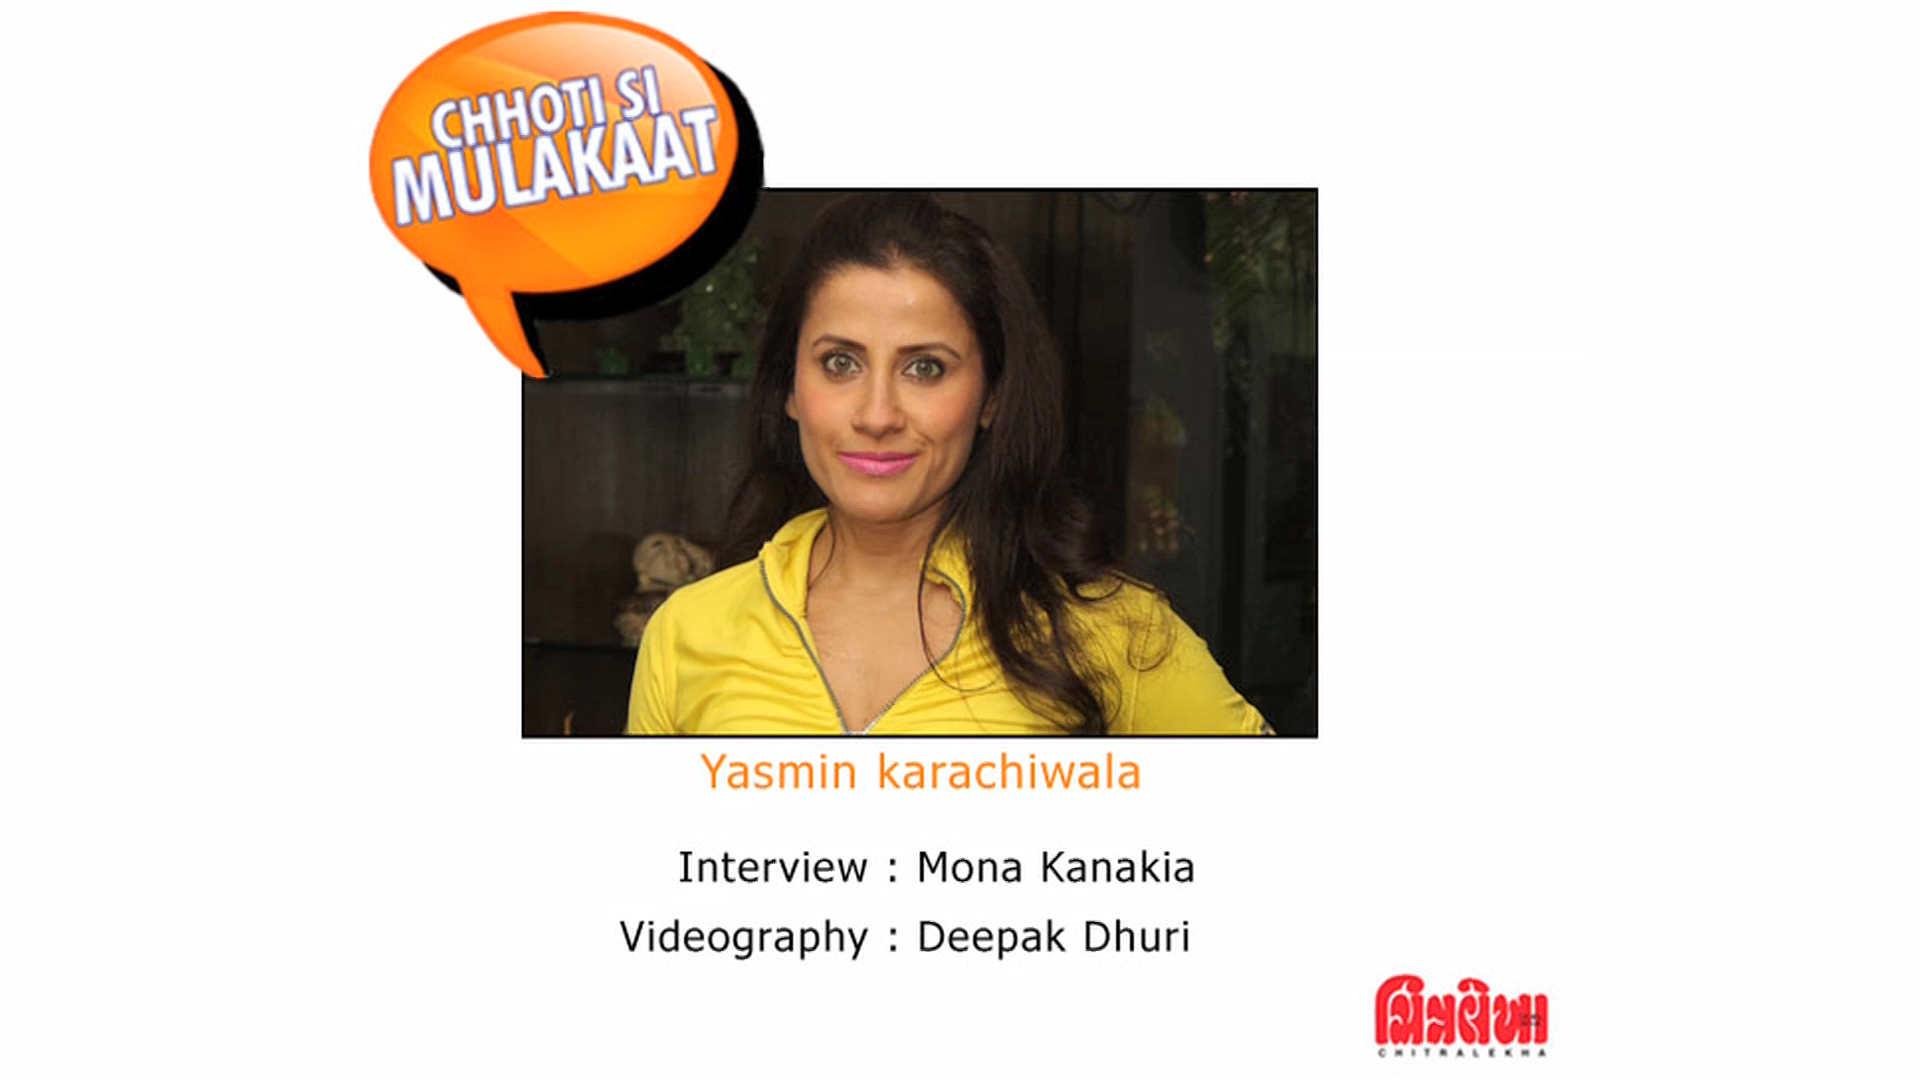 CHHOTI SI
MULAKAAT
Yasmin karachiwala
Interview : Mona Kanakia
Videography : Deepak Dhuri
ચિત્રલેખા
CHITRALEKHA